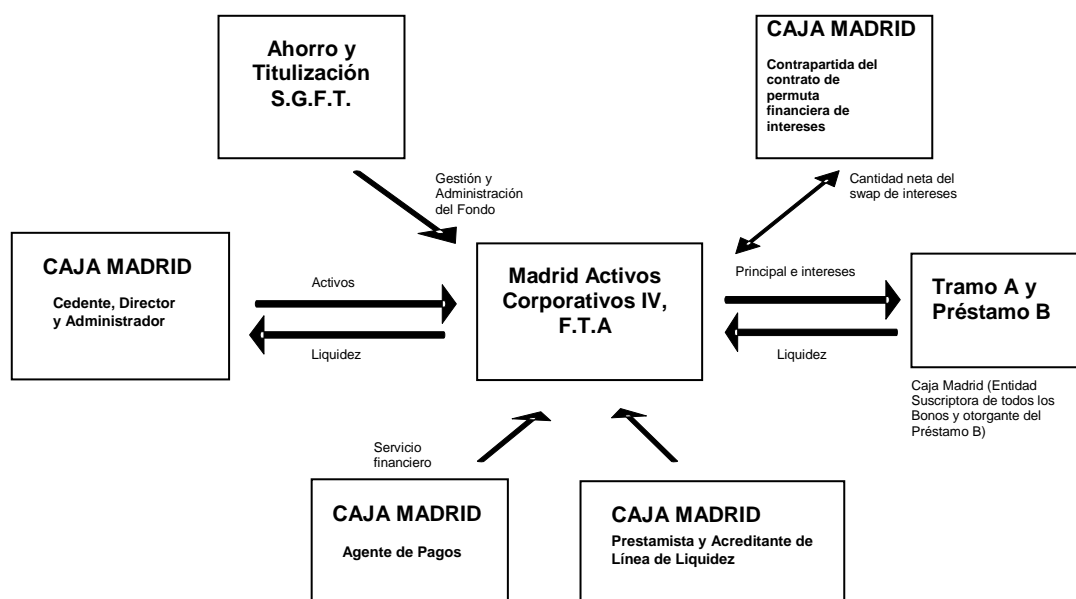 Ahorro y
Titulización
S.G.F.T.
CAJA MADRID
Contrapartida del
contrato de
permuta
financiera de
intereses
Gestión y
Administración
del Fondo
Cantidad neta del
swap de intereses
CAJA MADRID
Cedente, Director
y Administrador
Activos
Liquidez
Madrid Activos
Corporativos IV,
F.T.A
Principal e intereses
Liquidez
Tramo A y
Préstamo B
Caja Madrid (Entidad
Suscriptora de todos los
Bonos y otorgante del
Préstamo B)
Servicio
financiero
CAJA MADRID
Agente de Pagos
CAJA MADRID
Prestamista y Acreditante de
Línea de Liquidez